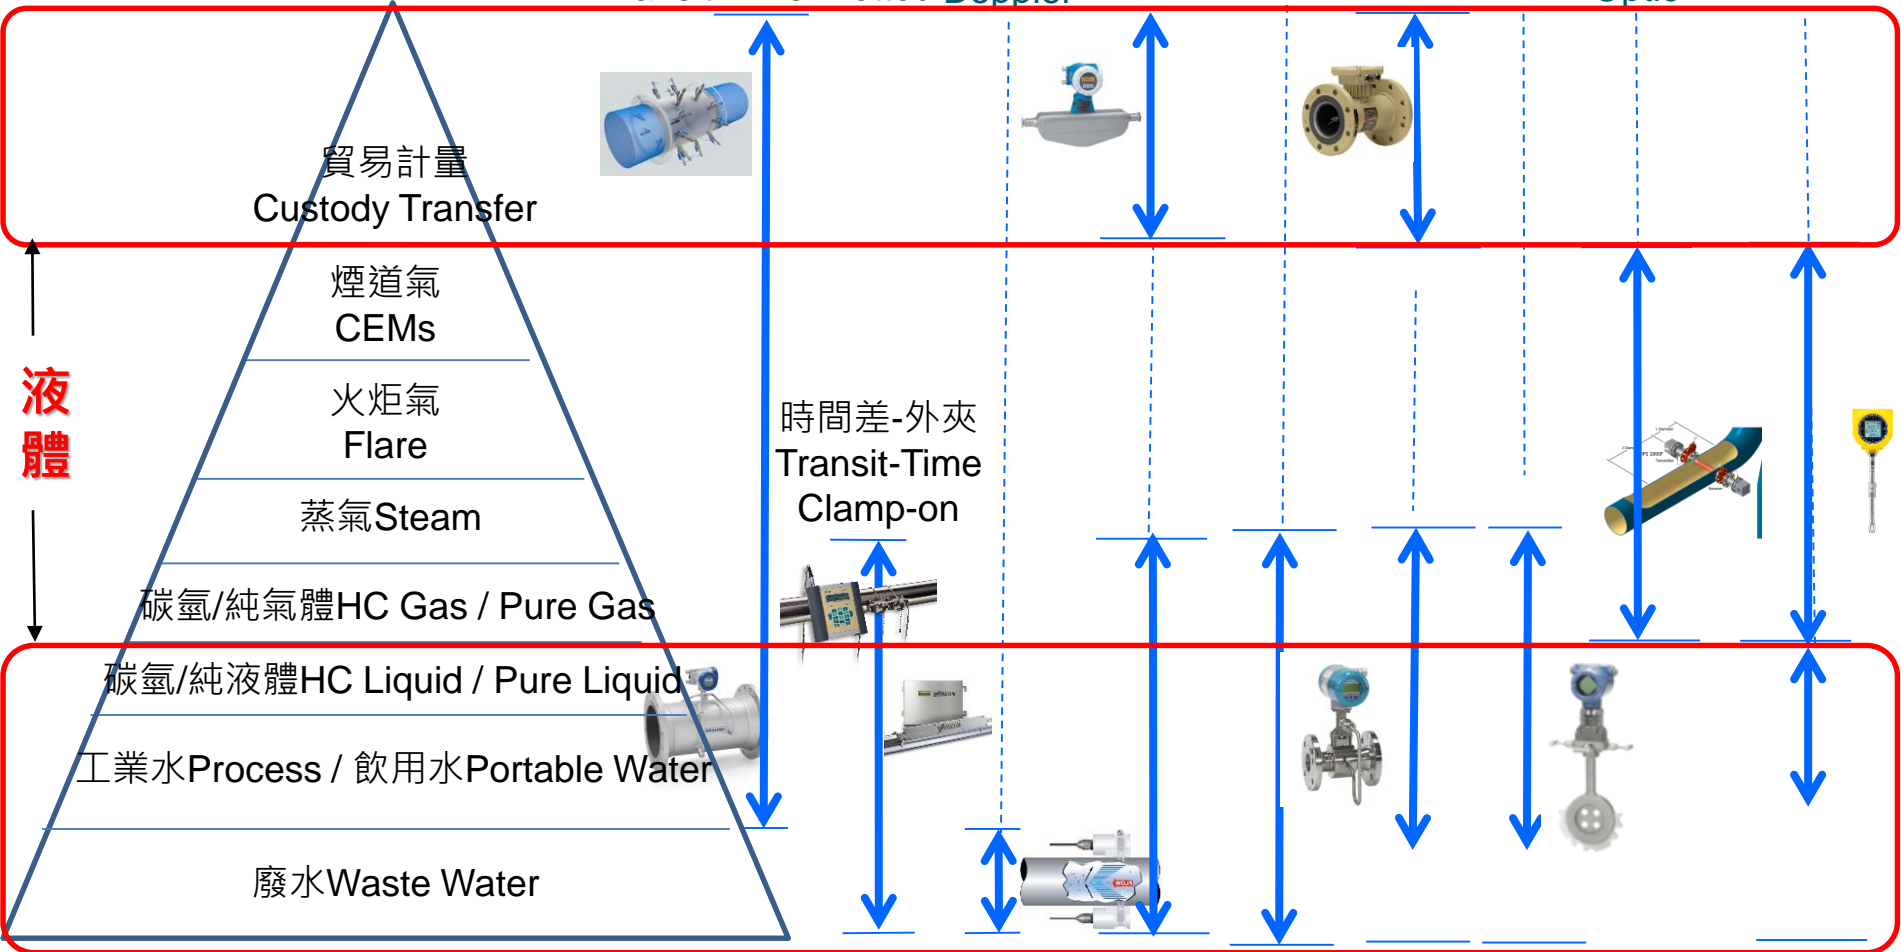 Doppler
貿易計量
Custody Transfer
煙道氣
CEMs
火炬氣
Flare
蒸氣Steam
碳氫/純氣體HC Gas / Pure Gas
碳氫/純液體HC Liquid / Pure Liquid
工業水Process / 飲用水Portable Water
廢水Waste Water
液
體
時間差-外夾
Transit-Time
Clamp-on
FLOW